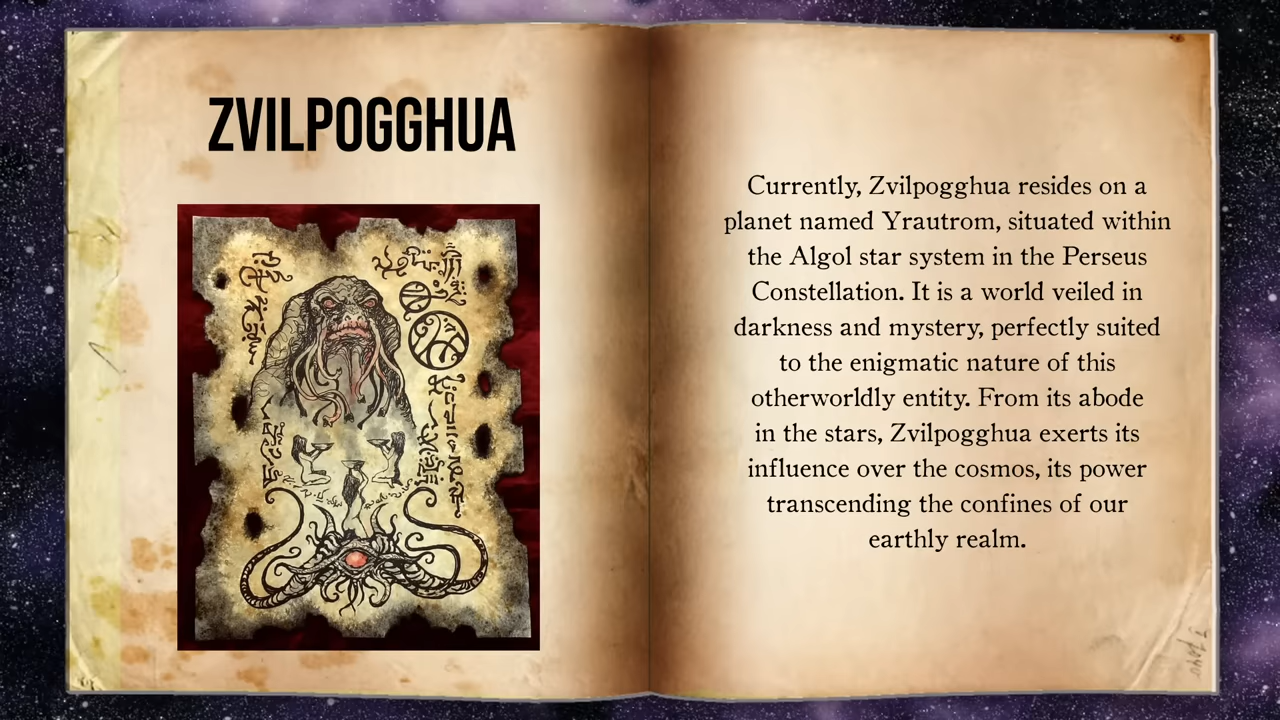 ZVILPOGGHUA
Currently, Zvilpogghua resides on a
planet named Yrautrom, situated within
the Algol star system in the Perseus
Constellation. It is a world veiled in
darkness and mystery, perfectly suited
to the enigmatic nature of this
otherworldly entity. From its abode
in the stars, Zvilpogghua exerts its
influence over the cosmos, its power
transcending the confines of our
earthly realm.